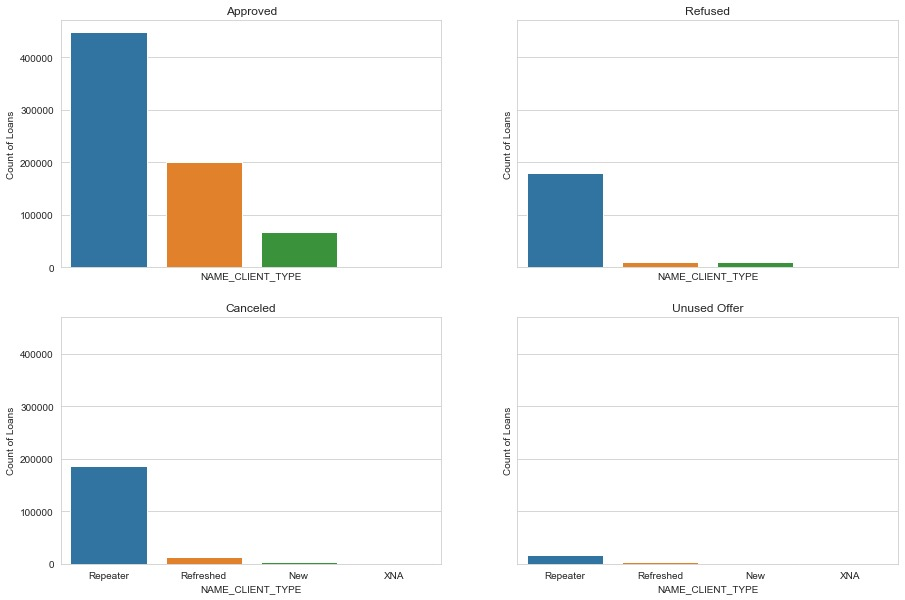 Approved
Count of Loans
400000
300000
200000
100000
0
NAME_CLIENT_TYPE
Refused
Count of Loans
NAME_CLIENT_TYPE
Canceled
Count of Loans
400000
300000
200000
100000
0
Repeater Refreshed New XNA
NAME_CLIENT_TYPE
Unused Offer
Count of Loans
Repeater Refreshed New XNA
NAME_CLIENT_TYPE